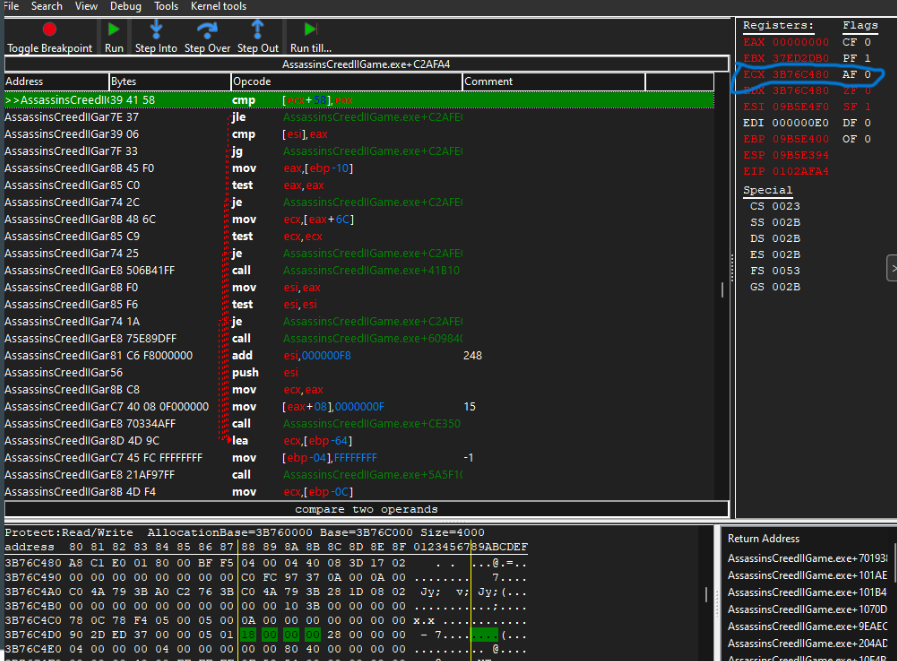 File Search View Debug Tools Kernel tools
Toggle Breakpoint Run Step Into Step Over Step Out Run till...
AssassinsCreedIIGame.exe+C2AFA4
Address Bytes Opcode Comment
>>AssassinsCreedII 39 41 58 cmp [ecx+58],eax
AssassinsCreedIIGar 7E 37 jle AssassinsCreedIIGame.exe+C2AFE
AssassinsCreedIIGar 39 06 cmp [esi],eax
AssassinsCreedIIGar 7F 33 jg AssassinsCreedIIGame.exe+C2AFE
AssassinsCreedIIGar 8B 45 F0 mov eax,[ebp-10]
AssassinsCreedIIGar 85 C0 test eax,eax
AssassinsCreedIIGar 74 2C je AssassinsCreedIIGame.exe+C2AFE
AssassinsCreedIIGar 8B 48 6C mov ecx,[eax+6C]
AssassinsCreedIIGar 85 C9 test ecx,ecx
AssassinsCreedIIGar 74 25 je AssassinsCreedIIGame.exe+C2AFE
AssassinsCreedIIGar E8 506B41FF call AssassinsCreedIIGame.exe+41B10
AssassinsCreedIIGar 8B F0 mov esi,eax
AssassinsCreedIIGar 85 F6 test esi,esi
AssassinsCreedIIGar 74 1A je AssassinsCreedIIGame.exe+C2AFE
AssassinsCreedIIGar E8 75E89DFF call AssassinsCreedIIGame.exe+60984
AssassinsCreedIIGar 81 C6 F8000000 add esi,000000F8 248
AssassinsCreedIIGar 56 push esi
AssassinsCreedIIGar 8B C8 mov ecx,eax
AssassinsCreedIIGar C7 40 08 0F000000 mov [eax+08],0000000F 15
AssassinsCreedIIGar E8 70334AFF call AssassinsCreedIIGame.exe+CE350
AssassinsCreedIIGar 8D 4D 9C lea ecx,[ebp-64]
AssassinsCreedIIGar C7 45 FC FFFFFFFF mov [ebp-04],FFFFFFFF -1
AssassinsCreedIIGar E8 21AF97FF call AssassinsCreedIIGame.exe+5A5F1
AssassinsCreedIIGar 8B 4D F4 mov ecx,[ebp-0C]
compare two operands
Registers: Flags
EAX 00000000 CF 0
EBX 37ED2DB0 PF 1
ECX 3B76C480 AF 0
EDX 3B76C480 ZF 0
ESI 09B5E4F0 SF 1
EDI 000000E0 DF 0
EBP 09B5E400 OF 0
ESP 09B5E394
EIP 0102AFA4
Special
CS 0023
SS 002B
DS 002B
ES 002B
FS 0053
GS 002B
Protect:Read/Write AllocationBase=3B760000 Base=3B76C000 Size=4000
address 80 81 82 83 84 85 86 87 88 89 8A 8B 8C 8D 8E 8F 0123456789ABCDEF
3B76C480 A8 C1 E0 01 80 00 BF F5 04 00 04 40 08 3D 17 02 . . ...@.=..
3B76C490 00 00 00 00 00 00 00 00 C0 FC 97 37 0A 00 0A 00 ........ 7....
3B76C4A0 C0 4A 79 3B A0 C2 76 3B C0 4A 79 3B 28 1D 08 02 Jy; v; Jy;(...
3B76C4B0 00 00 00 00 00 00 00 00 00 00 10 3B 00 00 00 00 ...........;....
3B76C4C0 78 0C 78 F4 05 00 05 00 0A 00 00 00 00 00 00 00 x.x ............
3B76C4D0 90 2D ED 37 00 00 05 01 18 00 00 00 28 00 00 00 - 7........(...
3B76C4E0 04 00 00 00 04 00 00 00 00 00 80 40 00 00 00 00 .......... @....
Return Address
AssassinsCreedIIGame.exe+70193
AssassinsCreedIIGame.exe+101AE
AssassinsCreedIIGame.exe+101B4
AssassinsCreedIIGame.exe+1070D
AssassinsCreedIIGame.exe+9EAEC
AssassinsCreedIIGame.exe+204AD